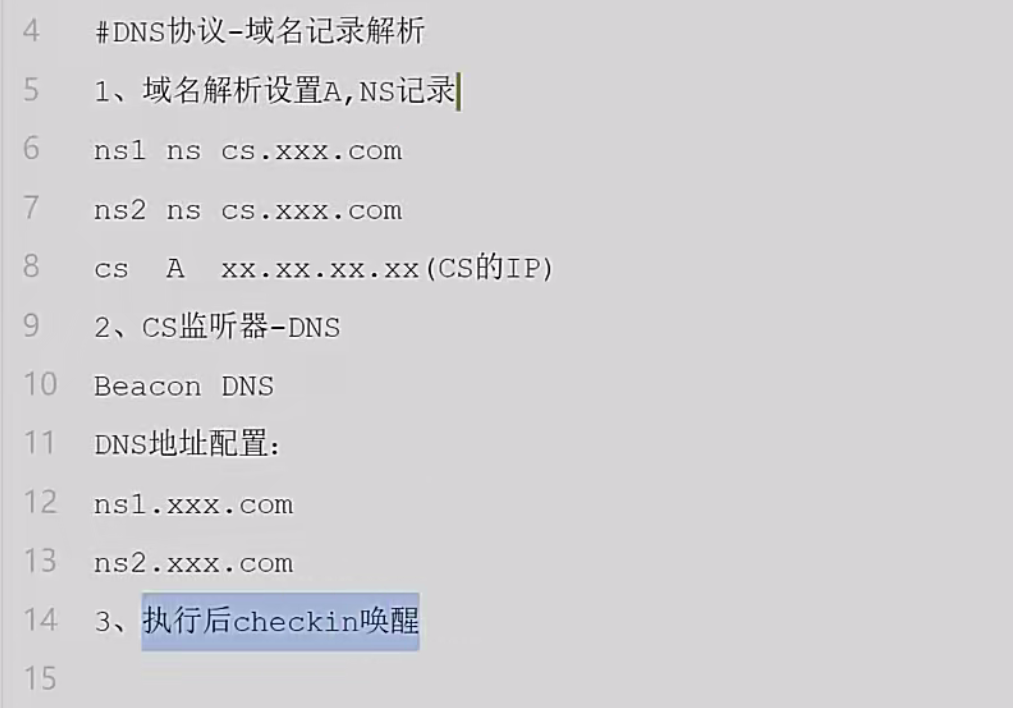 4 #DNS协议-域名记录解析
5 1、域名解析设置A,NS记录
6 ns1 ns cs.xxx.com
7 ns2 ns cs.xxx.com
8 cs A xx.xx.xx.xx(CS的IP)
9 2、CS监听器-DNS
10 Beacon DNS
11 DNS地址配置：
12 ns1.xxx.com
13 ns2.xxx.com
14 3、执行后checkin唤醒
15